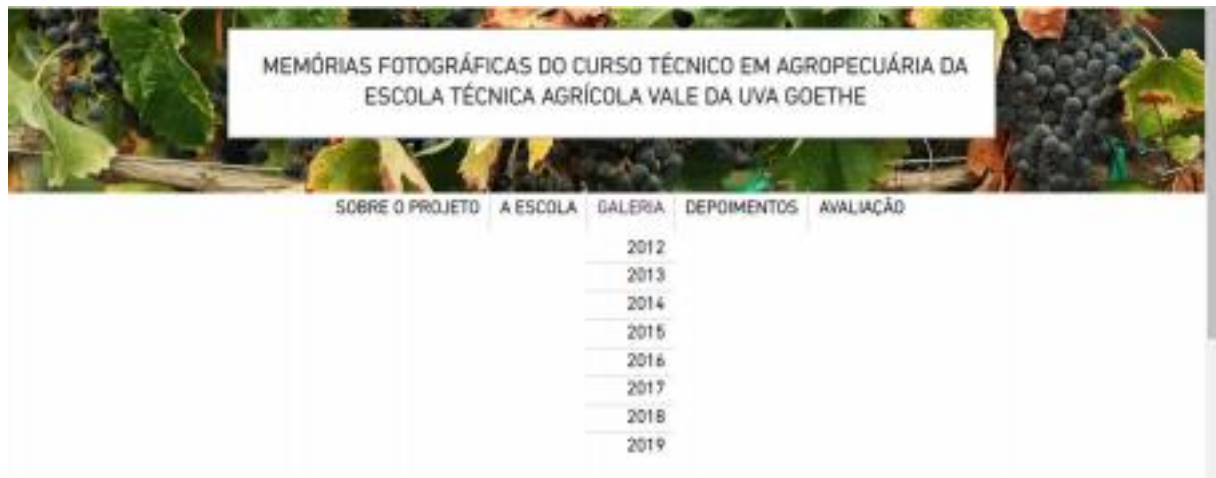 MEMÓRIAS FOTOGRÁFICAS DO CURSO TÉCNICO EM AGROPECUÁRIA DA
ESCOLA TÉCNICA AGRÍCOLA VALE DA UVA GOETHE
SOBRE O PROJETO A ESCOLA GALERIA DEPOIMENTOS AVALIAÇÃO
2012
2013
2014
2015
2016
2017
2018
2019